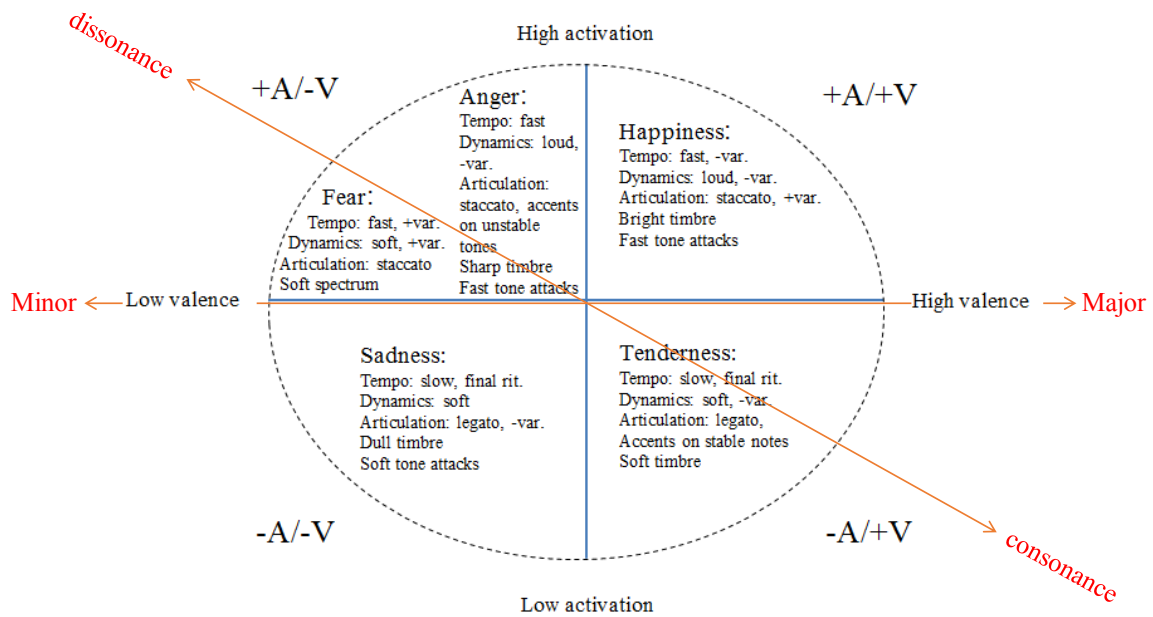 High activation
dissonance
+A/-V
+A/+V
Anger:
Tempo: fast
Dynamics: loud,
-var.
Articulation:
staccato, accents
on unstable
tones
Sharp timbre
Fast tone attacks
Happiness:
Tempo: fast, -var.
Dynamics: loud, -var.
Articulation: staccato, +var.
Bright timbre
Fast tone attacks
Fear:
Tempo: fast, +var.
Dynamics: soft, +var.
Articulation: staccato
Soft spectrum
Minor
Low valence
High valence
Major
Sadness:
Tempo: slow, final rit.
Dynamics: soft
Articulation: legato, -var.
Dull timbre
Soft tone attacks
Tenderness:
Tempo: slow, final rit.
Dynamics: soft, -var.
Articulation: legato,
Accents on stable notes
Soft timbre
-A/-V
-A/+V
consonance
Low activation